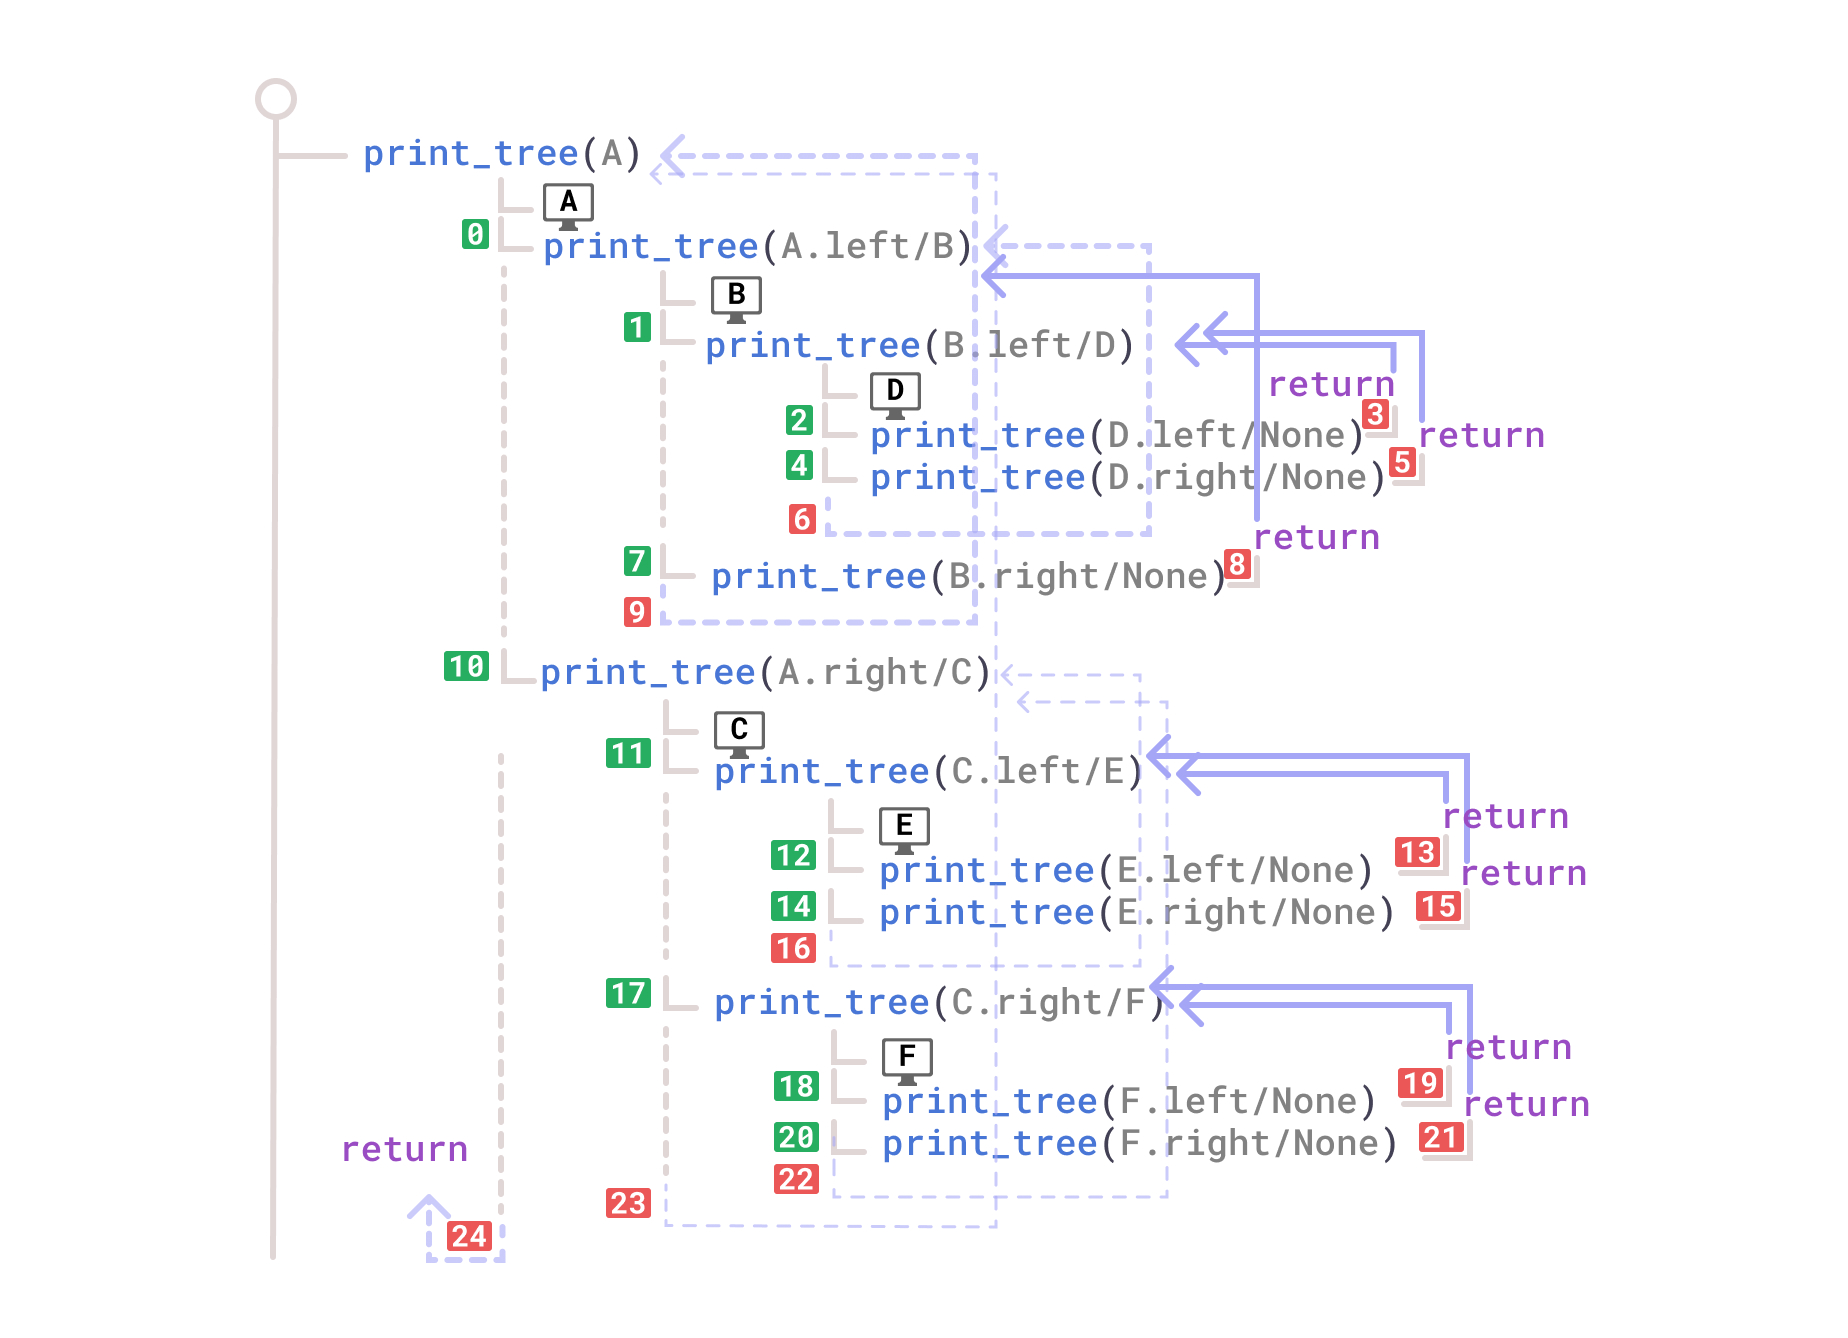 print_tree(A)
A
0 print_tree(A.left/B)
B
1 print_tree(B.left/D)
D
return
2 print_tree(D.left/None) 3 return
4 print_tree(D.right/None) 5
6
return
7 print_tree(B.right/None) 8
9
10 print_tree(A.right/C)
C
11 print_tree(C.left/E)
E
return
12 print_tree(E.left/None) 13 return
14 print_tree(E.right/None) 15
16
17 print_tree(C.right/F)
F
return
18 print_tree(F.left/None) 19 return
20 print_tree(F.right/None) 21
return
22
23
24